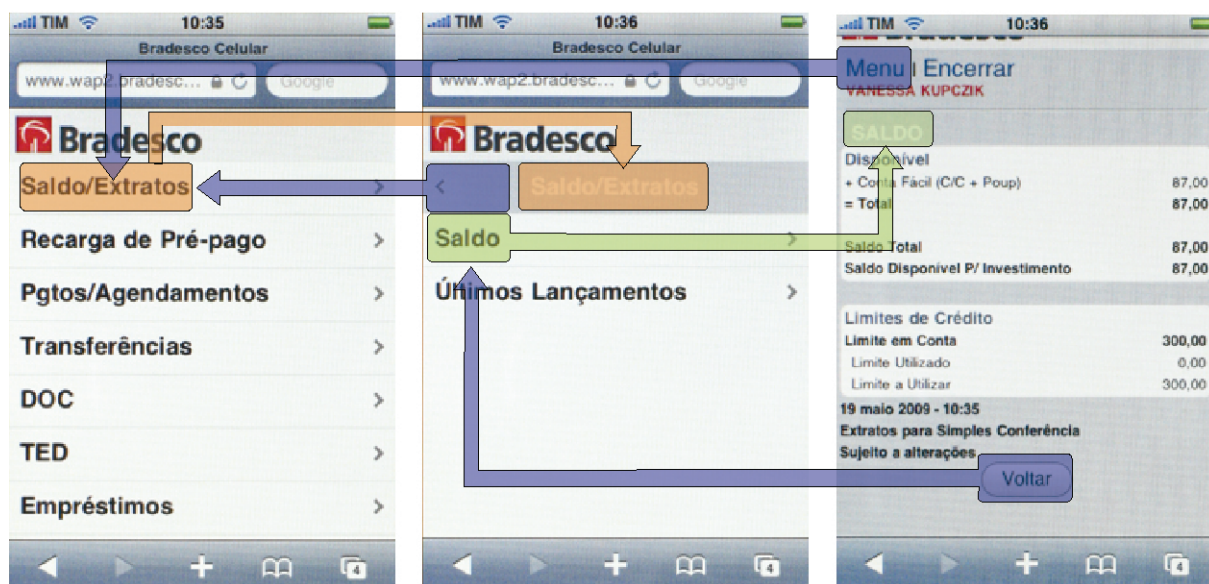 TIM 10:35
Bradesco Celular
www.wap2.bradesc... Google
Bradesco
Saldo/Extratos >
Recarga de Pré-pago >
Pgtos/Agendamentos >
Transferências >
DOC >
TED >
Empréstimos >
4
TIM 10:36
Bradesco Celular
www.wap2.bradesc... Google
Bradesco
< Saldo/Extratos
Saldo >
Últimos Lançamentos >
4
TIM 10:36
Bradesco
Menu | Encerrar
VANESSA KUPCZIK
SALDO
Disponível
+ Conta Fácil (C/C + Poup) 87,00
= Total 87,00
Saldo Total 87,00
Saldo Disponível P/ Investimento 87,00
Limites de Crédito
Limite em Conta 300,00
Limite Utilizado 0,00
Limite a Utilizar 300,00
19 maio 2009 - 10:35
Extratos para Simples Conferência
Sujeito a alterações
Voltar
4